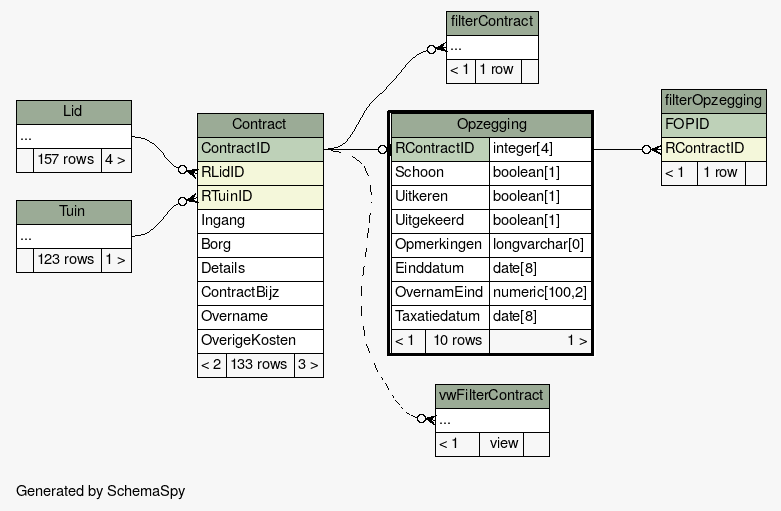 filterContract
...
< 1 1 row
Lid
...
157 rows 4 >
Tuin
...
123 rows 1 >
Contract
ContractID
RLidID
RTuinID
Ingang
Borg
Details
ContractBijz
Overname
OverigeKosten
< 2 133 rows 3 >
Opzegging
RContractID integer[4]
Schoon boolean[1]
Uitkeren boolean[1]
Uitgekeerd boolean[1]
Opmerkingen longvarchar[0]
Einddatum date[8]
OvernamEind numeric[100,2]
Taxatiedatum date[8]
< 1 10 rows 1 >
filterOpzegging
FOPID
RContractID
< 1 1 row
vwFilterContract
...
< 1 view
Generated by SchemaSpy